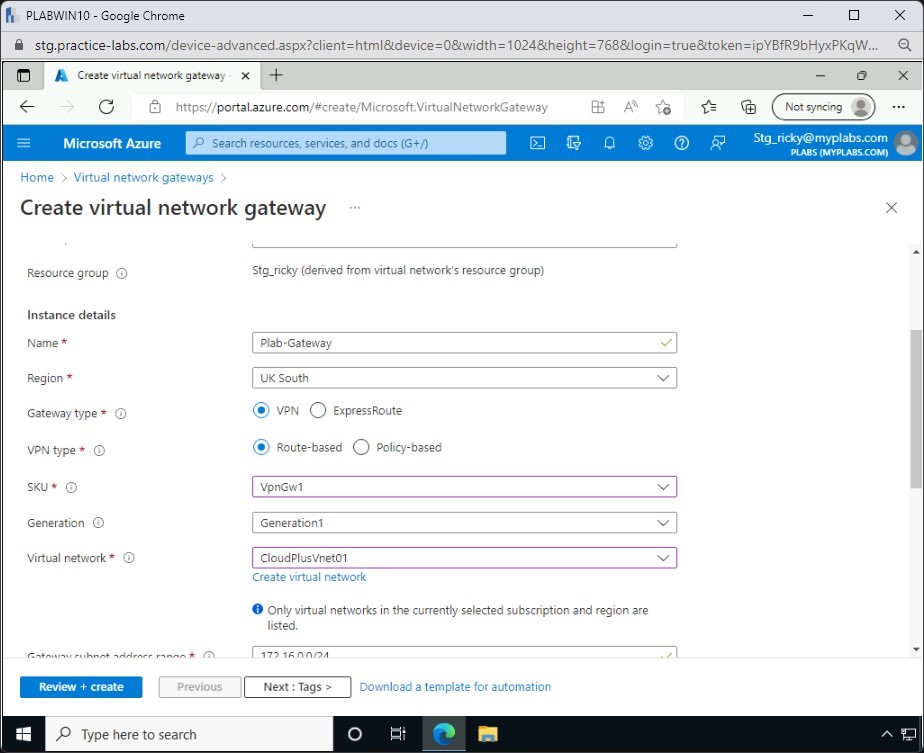 PLABWIN10 - Google Chrome
stg.practice-labs.com/device-advanced.aspx?client=html&device=0&width=1024&height=768&login=true&token=ipYBfR9bHyxPKqW...
Create virtual network gateway
https://portal.azure.com/#create/Microsoft.VirtualNetworkGateway
Not syncing
Microsoft Azure
Search resources, services, and docs (G+/)
Stg_ricky@myplabs.com
PLABS (MYPLABS.COM)
Home > Virtual network gateways >
Create virtual network gateway ...
Resource group
Stg_ricky (derived from virtual network's resource group)
Instance details
Name *
Plab-Gateway
Region *
UK South
Gateway type *
VPN ExpressRoute
VPN type *
Route-based Policy-based
SKU *
VpnGw1
Generation
Generation1
Virtual network *
CloudPlusVnet01
Create virtual network
Only virtual networks in the currently selected subscription and region are
listed.
Gateway subnet address range *
172.16.0.0/24
Review + create
Previous
Next : Tags >
Download a template for automation
Type here to search